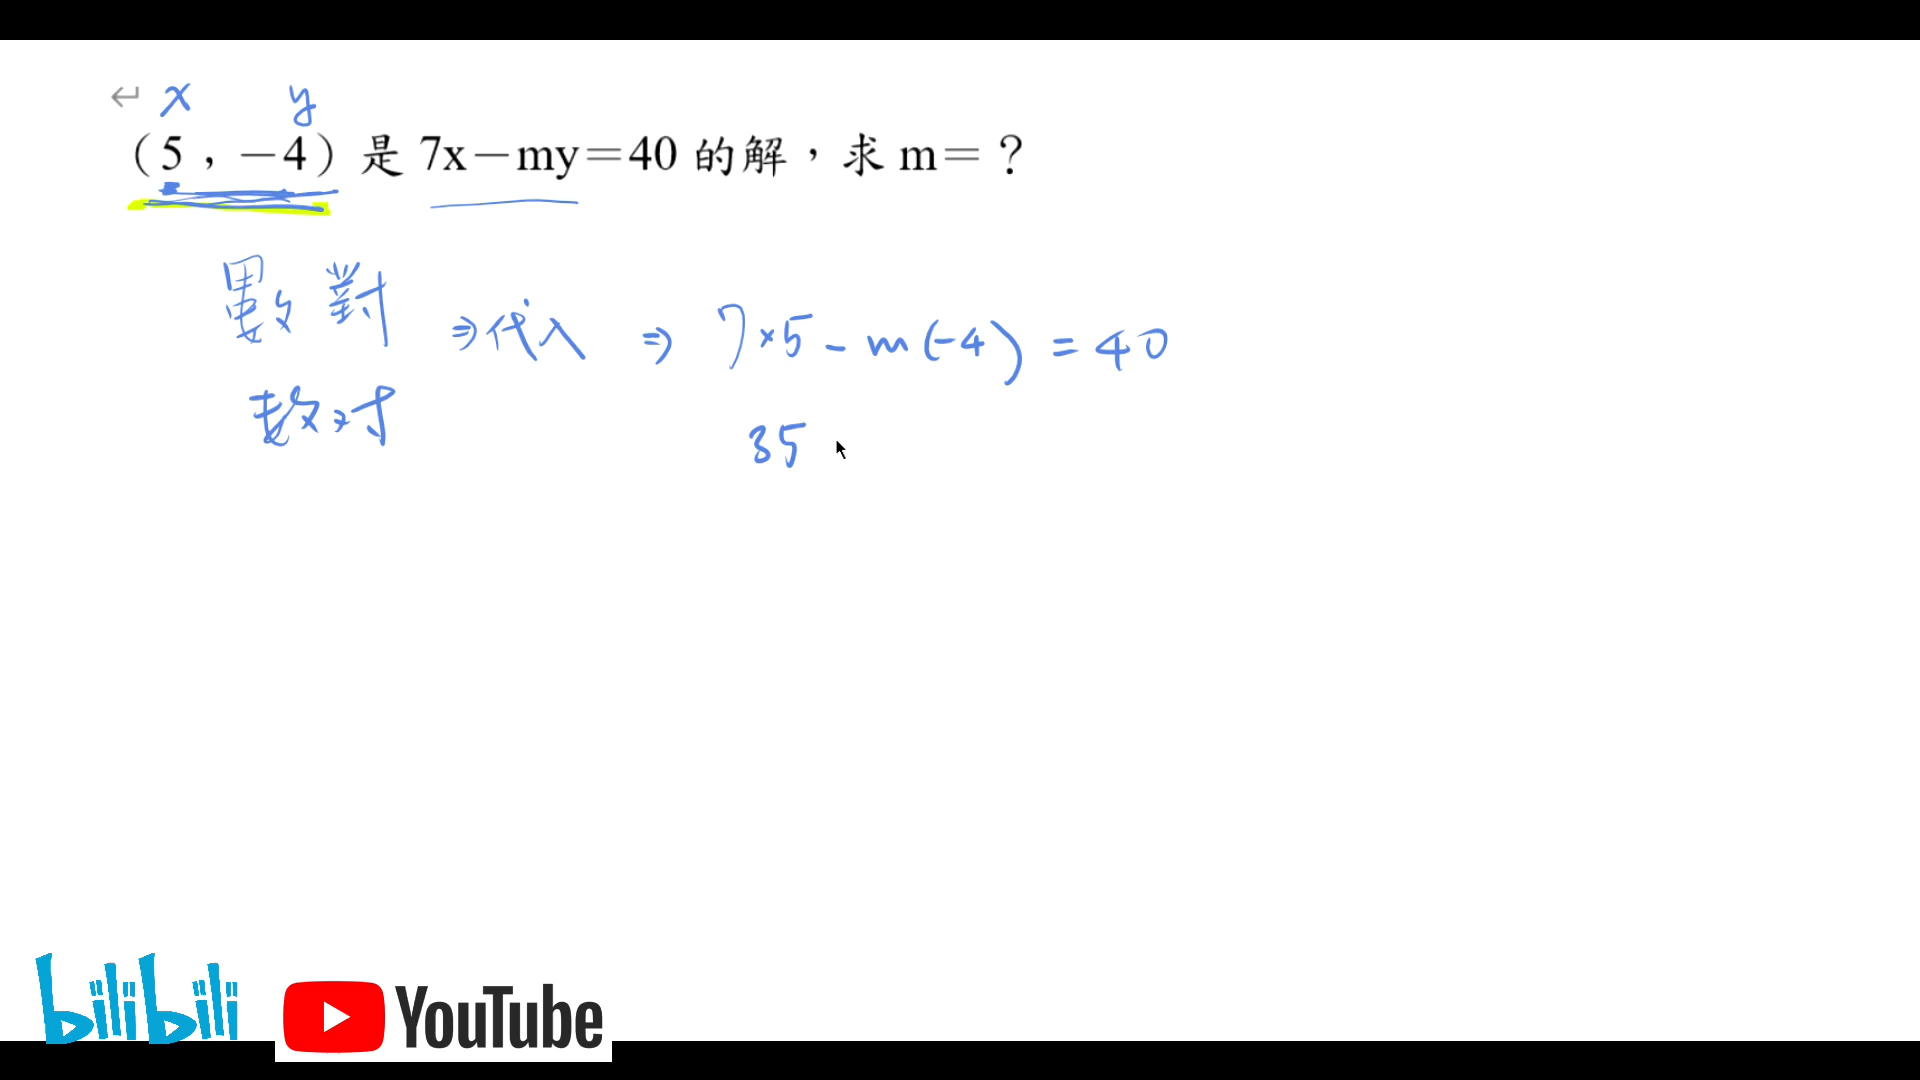 ↵ x y
(5，－4) 是 7x－my＝40 的解，求 m＝？
數對 ⇒代入 ⇒ 7×5 - m(-4) = 40
数对
35
bilibili YouTube